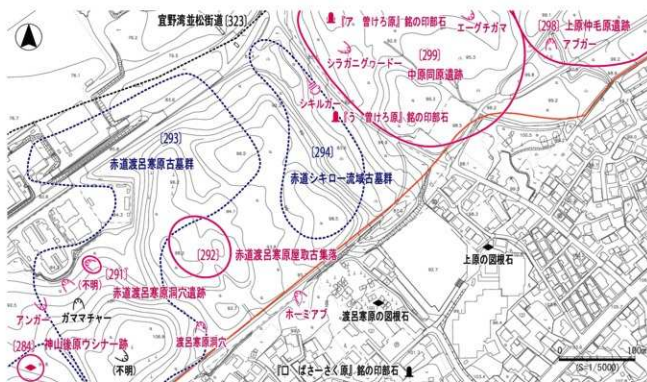 宜野湾並松街道 [323]
『ア 曽けろ原』銘の印部石
エーグチガマ
[298] 上原仲毛原遺跡
アブガー
シラガニグゥードー
[299]
中原同原遺跡
シキルガー
『う 曽けろ原』銘の印部石
[293]
赤道渡呂寒原古墓群
[294]
赤道シキロー流域古墓群
[292]
赤道渡呂寒原屋取古集落
上原の図根石
[291]
(不明)
赤道渡呂寒原洞穴遺跡
ホーミアブ
渡呂寒原の図根石
アンガー
ガママチャー
渡呂寒原洞穴
[284] 神山後原ウシナー跡
(不明)
『口 ばさーさく原』銘の印部石
0 100m
(S=1/5000)